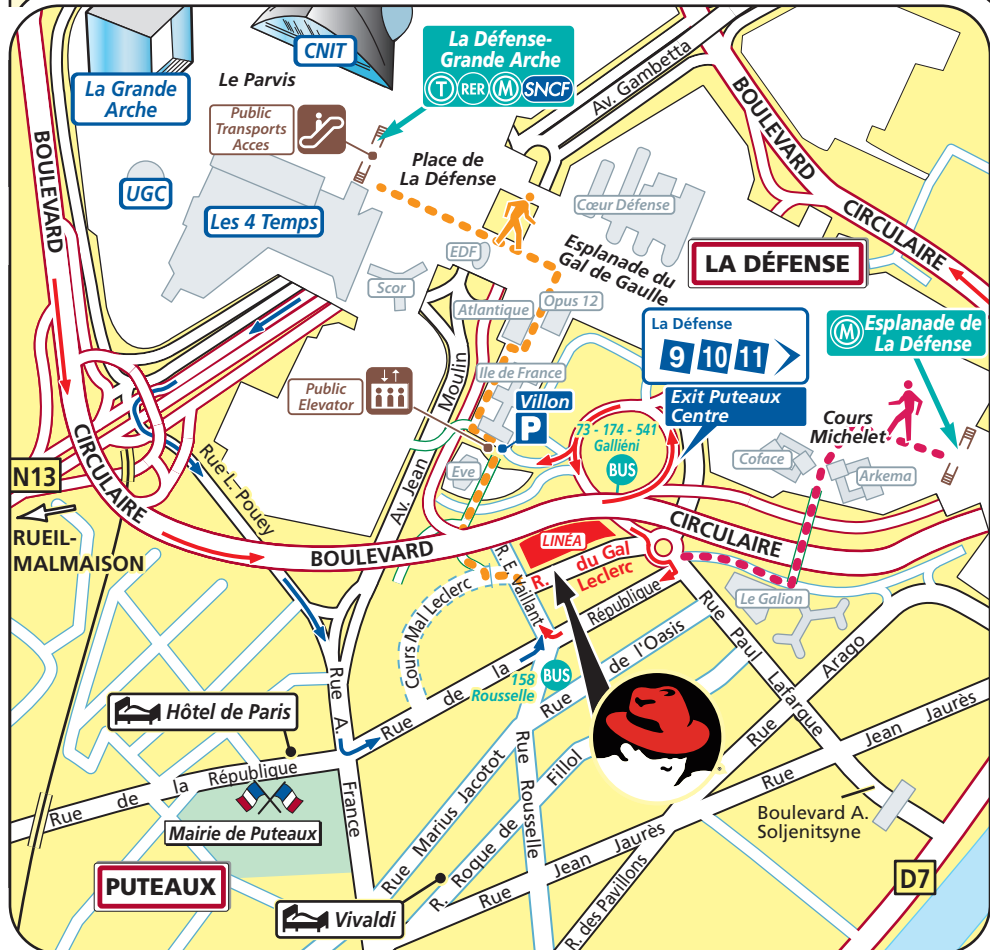 CNIT
La Défense-
Grande Arche
T RER M SNCF
La Grande
Arche
Le Parvis
Public
Transports
Acces
Av. Gambetta
BOULEVARD
BOULEVARD
CIRCULAIRE
Place de
La Défense
UGC
Les 4 Temps
Cœur Défense
EDF
Esplanade du
Gal de Gaulle
LA DÉFENSE
Scor
Atlantique
Opus 12
La Défense
9 10 11
Exit Puteaux
Centre
M Esplanade de
La Défense
Ile de France
Public
Elevator
Moulin
Av. Jean
Villon
P
73 - 174 - 541
Galliéni
BUS
Cours
Michelet
Coface
Arkema
Eve
N13
RUEIL-
MALMAISON
CIRCULAIRE
Rue L. Pouey
BOULEVARD
CIRCULAIRE
LINÉA
R. du Gal
Leclerc
R. E. Vaillant
Cours Mal Leclerc
Le Galion
Rue de la République
158
Rousselle
BUS
Rue de l'Oasis
Rue Paul Lafargue
Rue Arago
Rue A. France
Hôtel de Paris
Rue de la République
Mairie de Puteaux
Rue Marius Jacotot
Rue Rousselle
R. Roque de Fillol
Rue Jean Jaurès
Rue Jean Jaurès
Boulevard A.
Soljenitsyne
R. des Pavillons
PUTEAUX
Vivaldi
D7